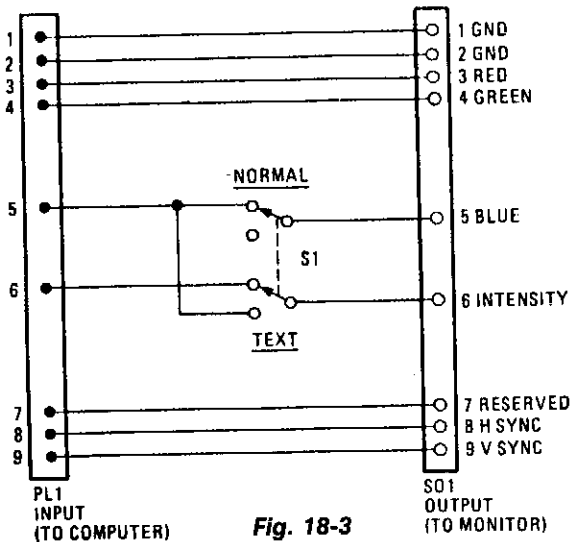 1
2
3
4
5
6
7
8
9
1 GND
2 GND
3 RED
4 GREEN
NORMAL
5 BLUE
S1
6 INTENSITY
TEXT
7 RESERVED
8 H SYNC
9 V SYNC
PL1
INPUT
(TO COMPUTER)
Fig. 18-3
SO1
OUTPUT
(TO MONITOR)